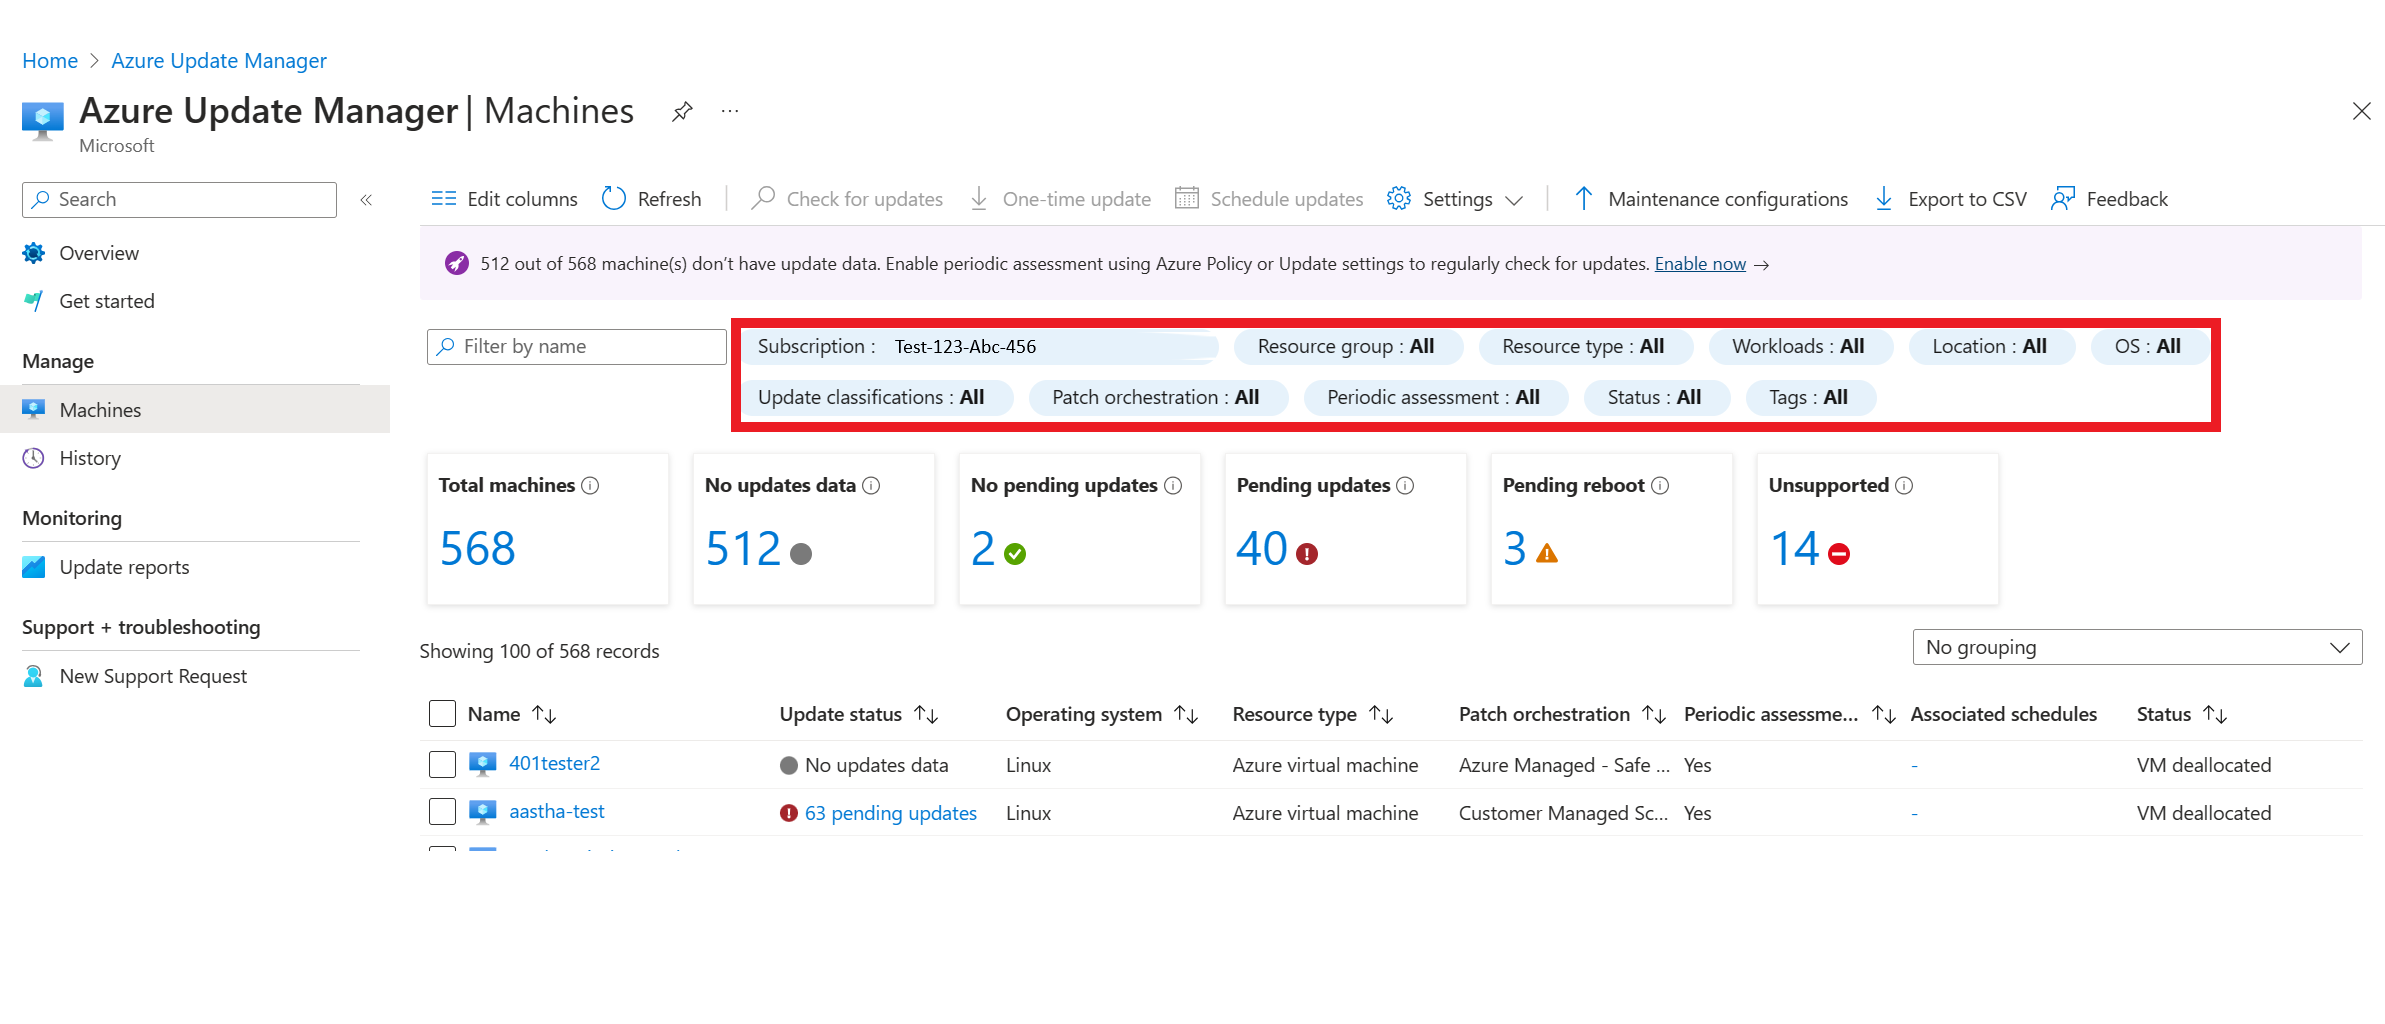 Home > Azure Update Manager
Azure Update Manager | Machines ...
Microsoft
Search «
Edit columns Refresh Check for updates One-time update Schedule updates Settings Maintenance configurations Export to CSV Feedback
Overview
Get started
Manage
Machines
History
Monitoring
Update reports
Support + troubleshooting
New Support Request
512 out of 568 machine(s) don't have update data. Enable periodic assessment using Azure Policy or Update settings to regularly check for updates. Enable now →
Filter by name Subscription : Test-123-Abc-456 Resource group : All Resource type : All Workloads : All Location : All OS : All
Update classifications : All Patch orchestration : All Periodic assessment : All Status : All Tags : All
Total machines No updates data No pending updates Pending updates Pending reboot Unsupported
568 512 2 40 3 14
Showing 100 of 568 records No grouping
Name ↑↓ Update status ↑↓ Operating system ↑↓ Resource type ↑↓ Patch orchestration ↑↓ Periodic assessme... ↑↓ Associated schedules Status ↑↓
401tester2 No updates data Linux Azure virtual machine Azure Managed - Safe ... Yes - VM deallocated
aastha-test 63 pending updates Linux Azure virtual machine Customer Managed Sc... Yes - VM deallocated